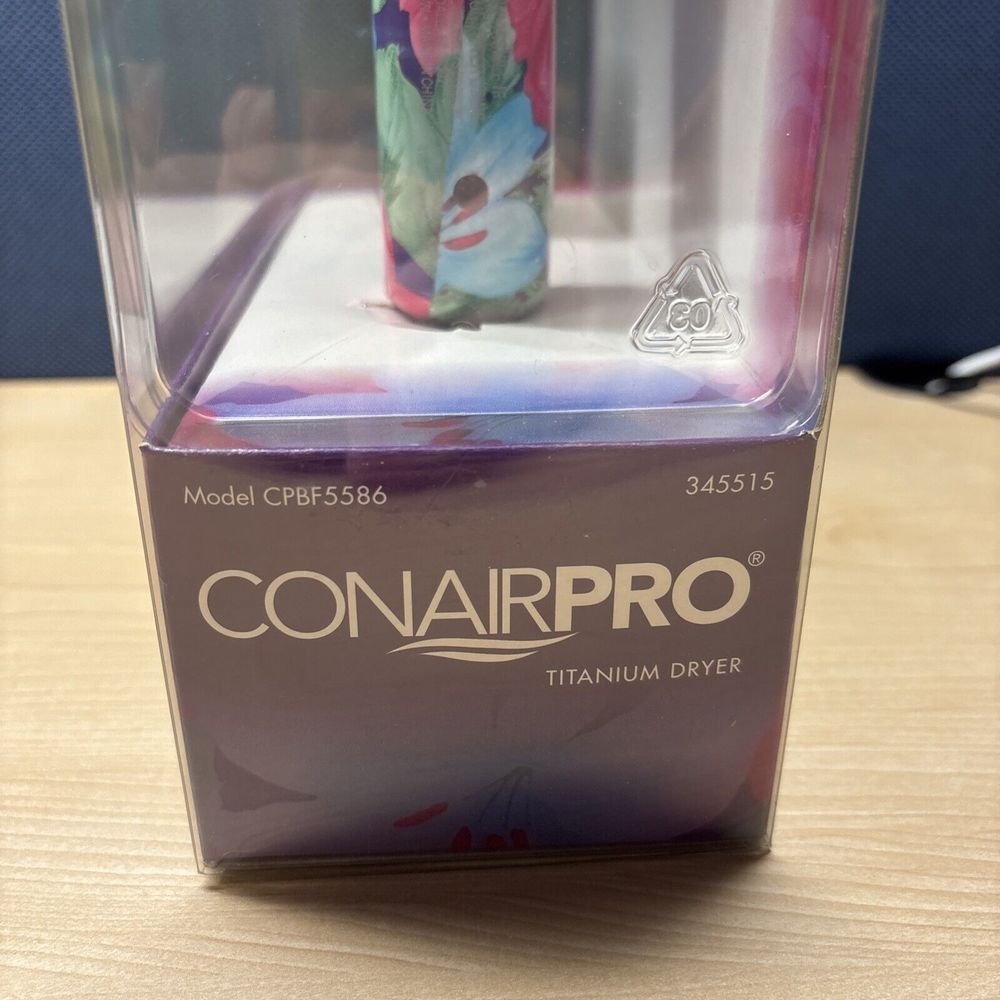 03
Model CPBF5586
345515
CONAIRPRO®
TITANIUM DRYER